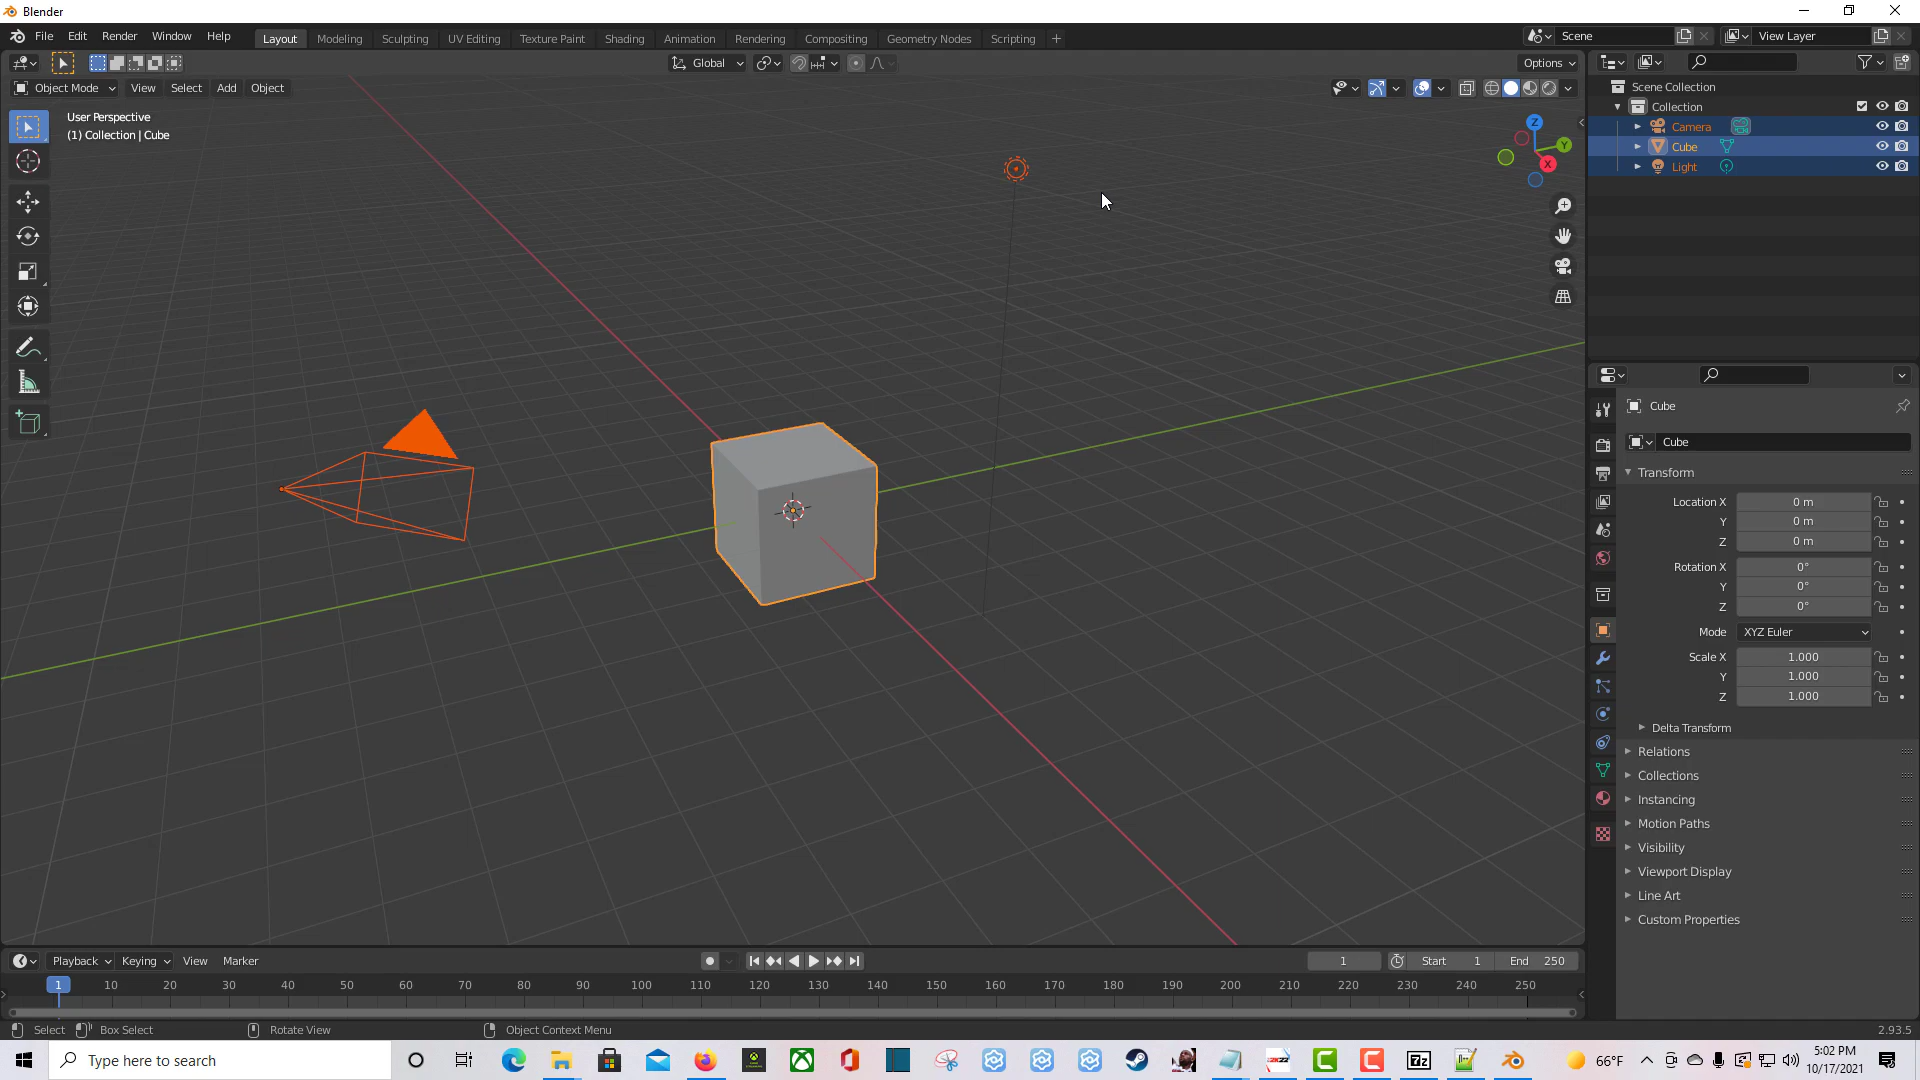 Blender
File Edit Render Window Help
Layout Modeling Sculpting UV Editing Texture Paint Shading Animation Rendering Compositing Geometry Nodes Scripting +
Scene
View Layer
Global
Options
Object Mode View Select Add Object
User Perspective
(1) Collection | Cube
Z
Y
X
Scene Collection
Collection
Camera
Cube
Light
Cube
Cube
Transform
Location X 0 m
Y 0 m
Z 0 m
Rotation X 0°
Y 0°
Z 0°
Mode XYZ Euler
Scale X 1.000
Y 1.000
Z 1.000
Delta Transform
Relations
Collections
Instancing
Motion Paths
Visibility
Viewport Display
Line Art
Custom Properties
Playback Keying View Marker
1
Start 1 End 250
1 10 20 30 40 50 60 70 80 90 100 110 120 130 140 150 160 170 180 190 200 210 220 230 240 250
Select Box Select Rotate View Object Context Menu
2.93.5
Type here to search
7z
66°F
5:02 PM
10/17/2021